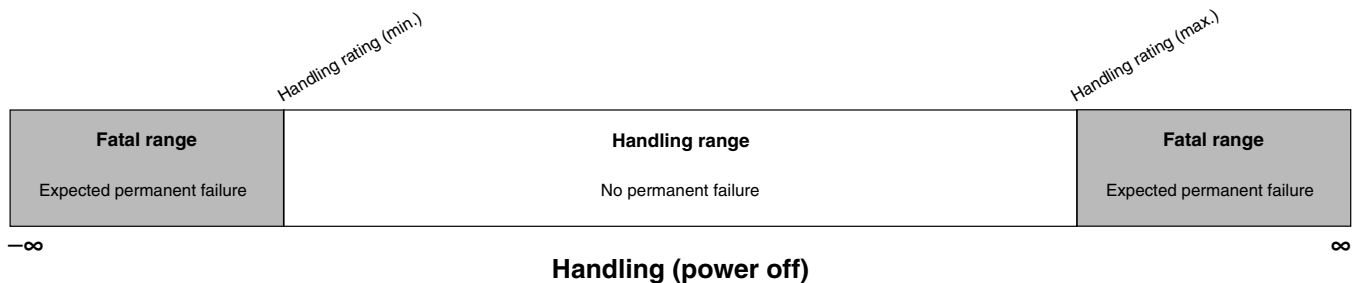 Handling rating (min.)
Handling rating (max.)
Fatal range
Handling range
Fatal range
Expected permanent failure
No permanent failure
Expected permanent failure
–∞
∞
Handling (power off)